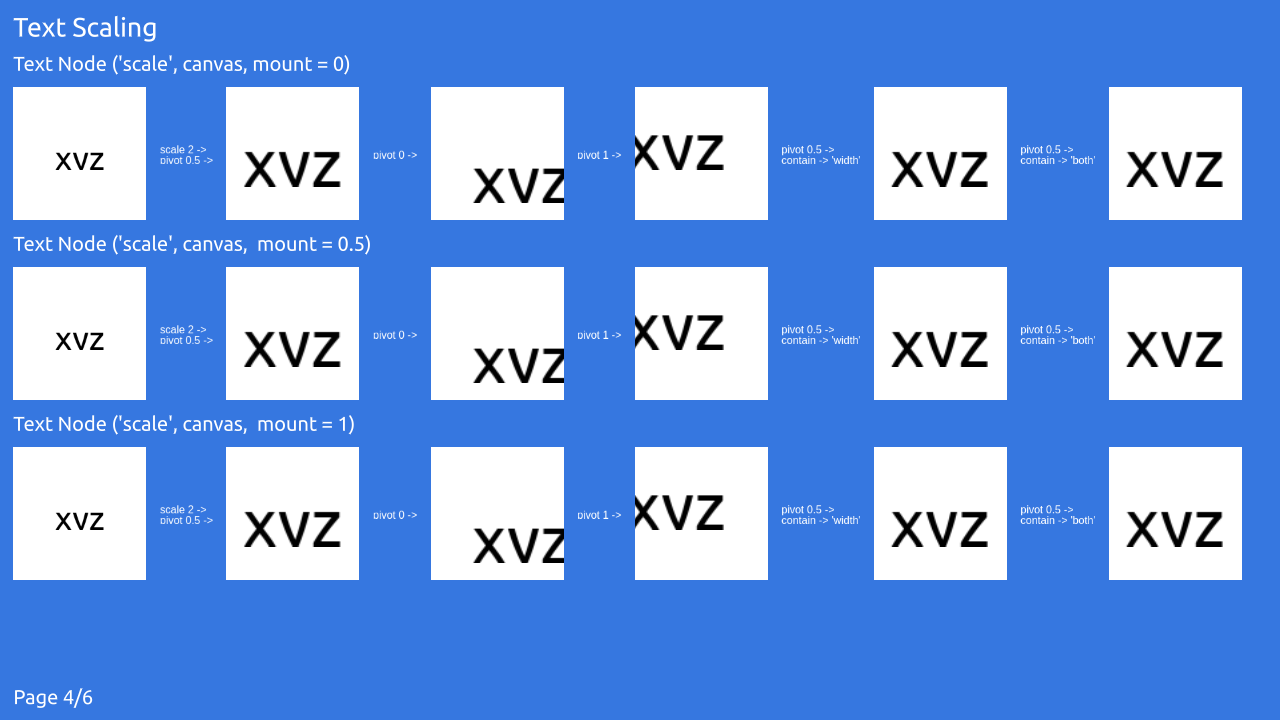 Text Scaling
Text Node ('scale', canvas, mount = 0)
xvz
scale 2 ->
pivot 0.5 ->
xvz
pivot 0 ->
xvz
pivot 1 ->
xvz
pivot 0.5 ->
contain -> 'width'
xvz
pivot 0.5 ->
contain -> 'both'
xvz
Text Node ('scale', canvas,  mount = 0.5)
xvz
scale 2 ->
pivot 0.5 ->
xvz
pivot 0 ->
xvz
pivot 1 ->
xvz
pivot 0.5 ->
contain -> 'width'
xvz
pivot 0.5 ->
contain -> 'both'
xvz
Text Node ('scale', canvas,  mount = 1)
xvz
scale 2 ->
pivot 0.5 ->
xvz
pivot 0 ->
xvz
pivot 1 ->
xvz
pivot 0.5 ->
contain -> 'width'
xvz
pivot 0.5 ->
contain -> 'both'
xvz
Page 4/6